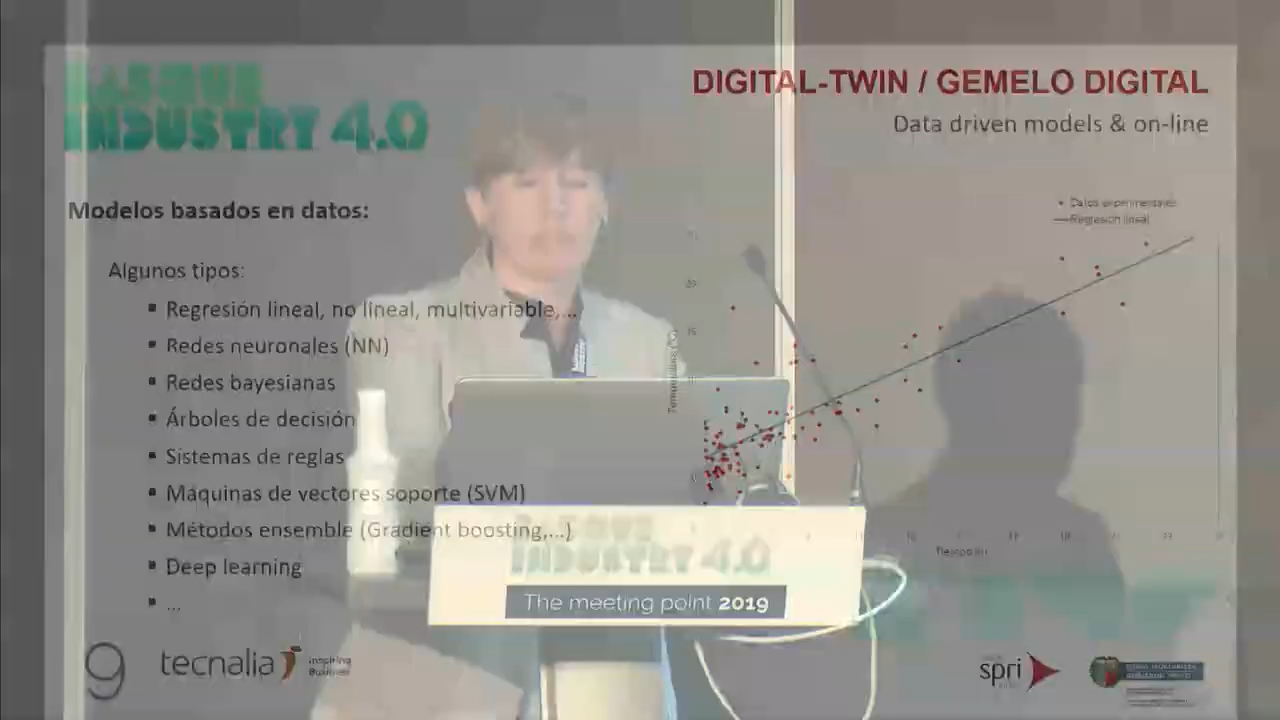 BASQUE
INDUSTRY 4.0
DIGITAL-TWIN / GEMELO DIGITAL
Data driven models & on-line
Modelos basados en datos:
Algunos tipos:
▪ Regresión lineal, no lineal, multivariable,...
▪ Redes neuronales (NN)
▪ Redes bayesianas
▪ Árboles de decisión
▪ Sistemas de reglas
▪ Máquinas de vectores soporte (SVM)
▪ Métodos ensemble (Gradient boosting,...)
▪ Deep learning
▪ ...
Datos experimentales
Regresión lineal
BASQUE
INDUSTRY 4.0
The meeting point 2019
9
tecnalia
Inspiring
Business
spri